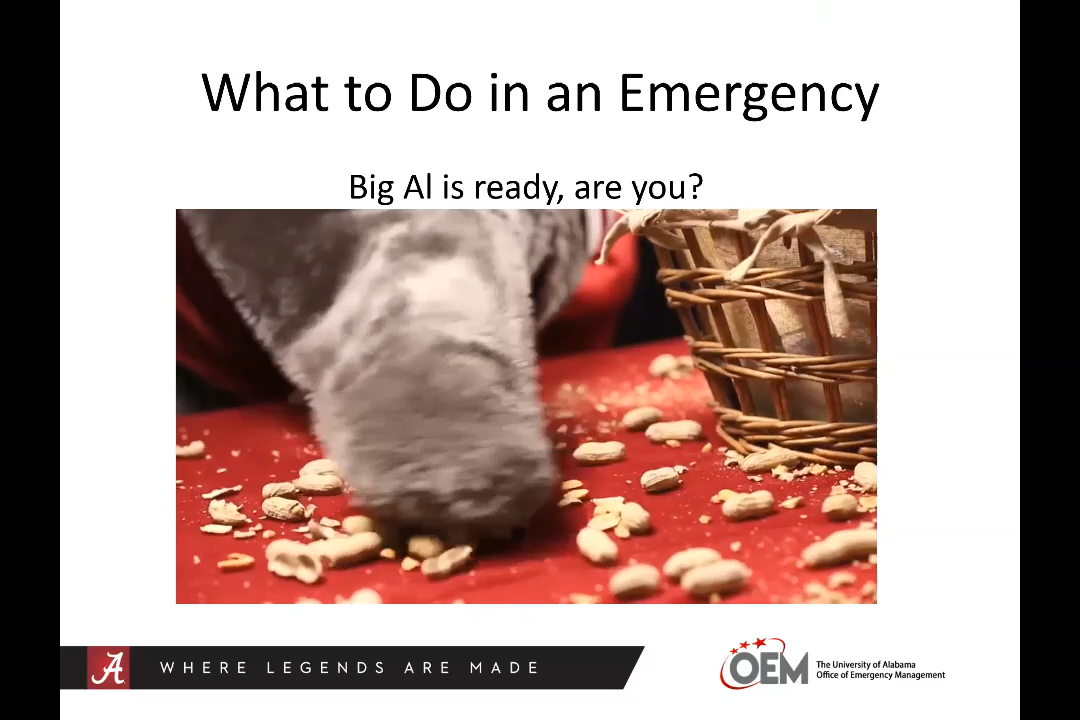 What to Do in an Emergency
Big Al is ready, are you?
A
WHERE LEGENDS ARE MADE
OEM
The University of Alabama
Office of Emergency Management